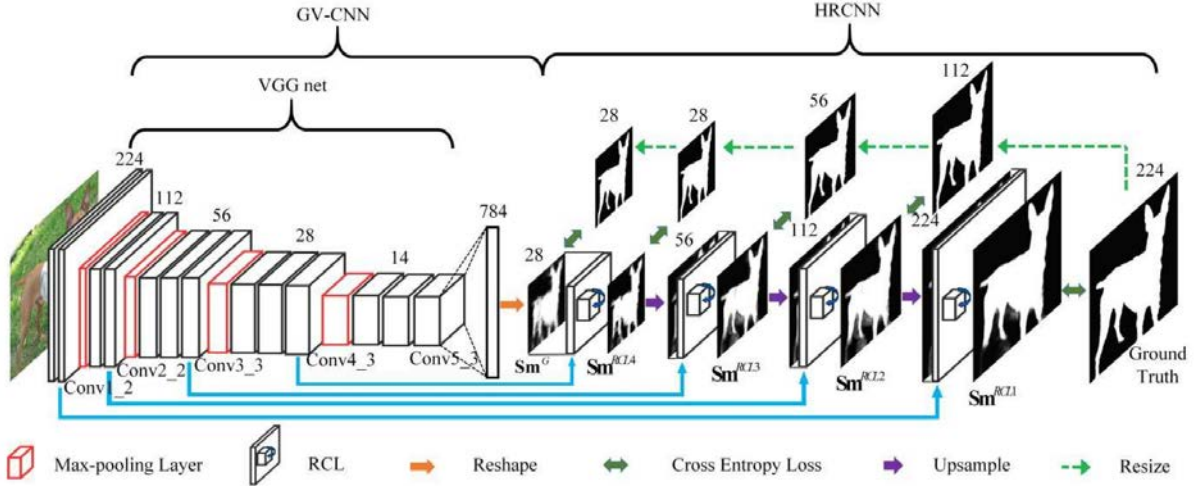 GV-CNN
HRCNN
VGG net
224
112
56
28
14
784
28
28
56
112
224
28
56
112
224
Conv1_2
Conv2_2
Conv3_3
Conv4_3
Conv5_3
Sm^G
Sm^RCL4
Sm^RCL3
Sm^RCL2
Sm^RCL1
Ground
Truth
Max-pooling Layer
RCL
Reshape
Cross Entropy Loss
Upsample
Resize